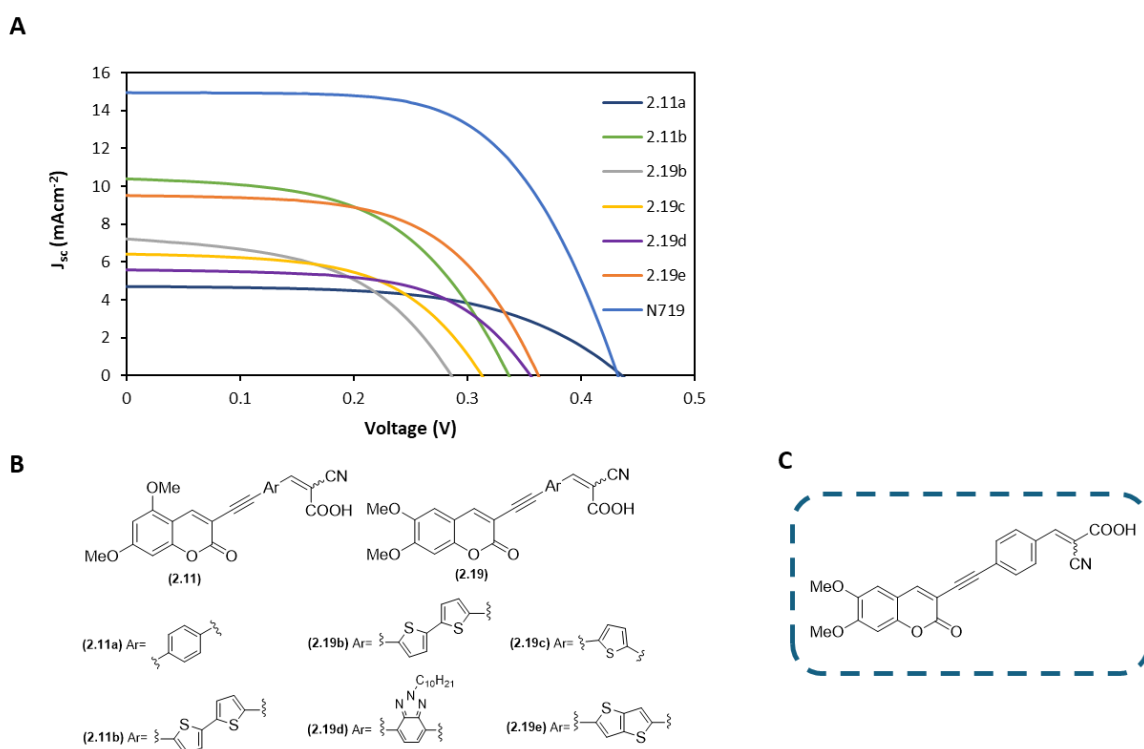 A
J_sc (mAcm⁻²)
16
14
12
10
8
6
4
2
0
0
0.1
0.2
0.3
0.4
0.5
Voltage (V)
2.11a
2.11b
2.19b
2.19c
2.19d
2.19e
N719
B
OMe
MeO
O
O
Ar
CN
COOH
(2.11)
MeO
MeO
O
O
Ar
CN
COOH
(2.19)
(2.11a) Ar=
(2.19b) Ar=
S
S
(2.19c) Ar=
S
(2.11b) Ar=
S
S
(2.19d) Ar=
C₁₀H₂₁
N
N
N
(2.19e) Ar=
S
S
C
MeO
MeO
O
O
COOH
CN